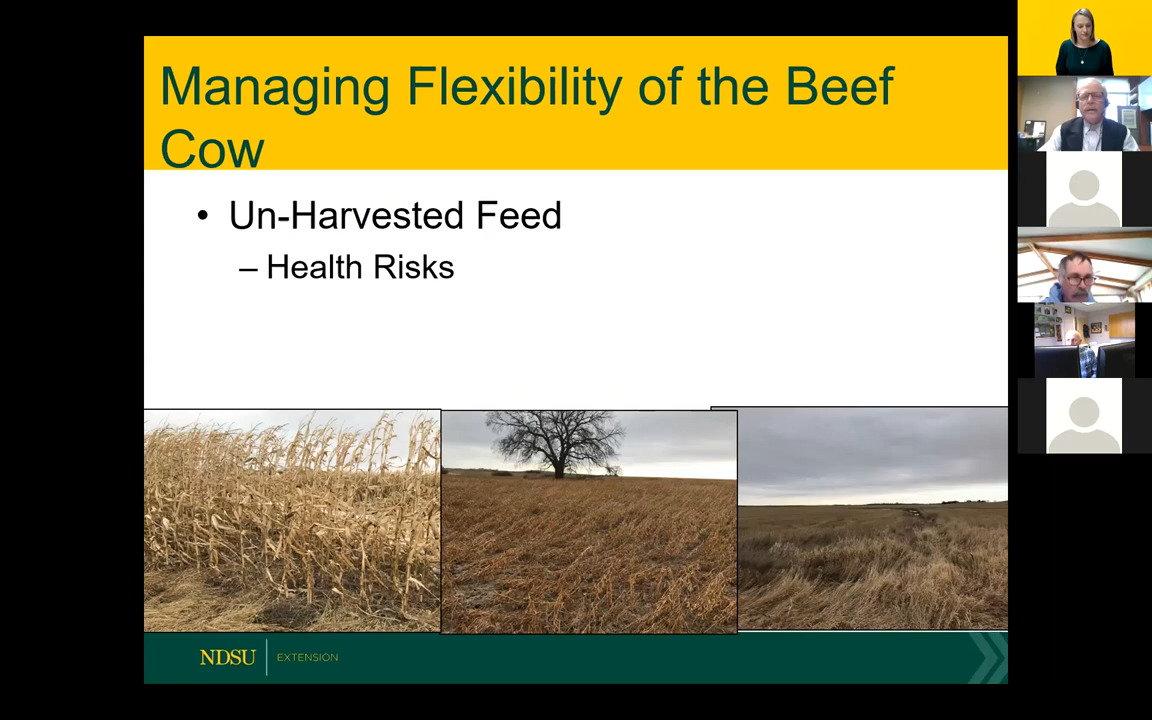 Managing Flexibility of the Beef
Cow
• Un-Harvested Feed
– Health Risks
NDSU
EXTENSION